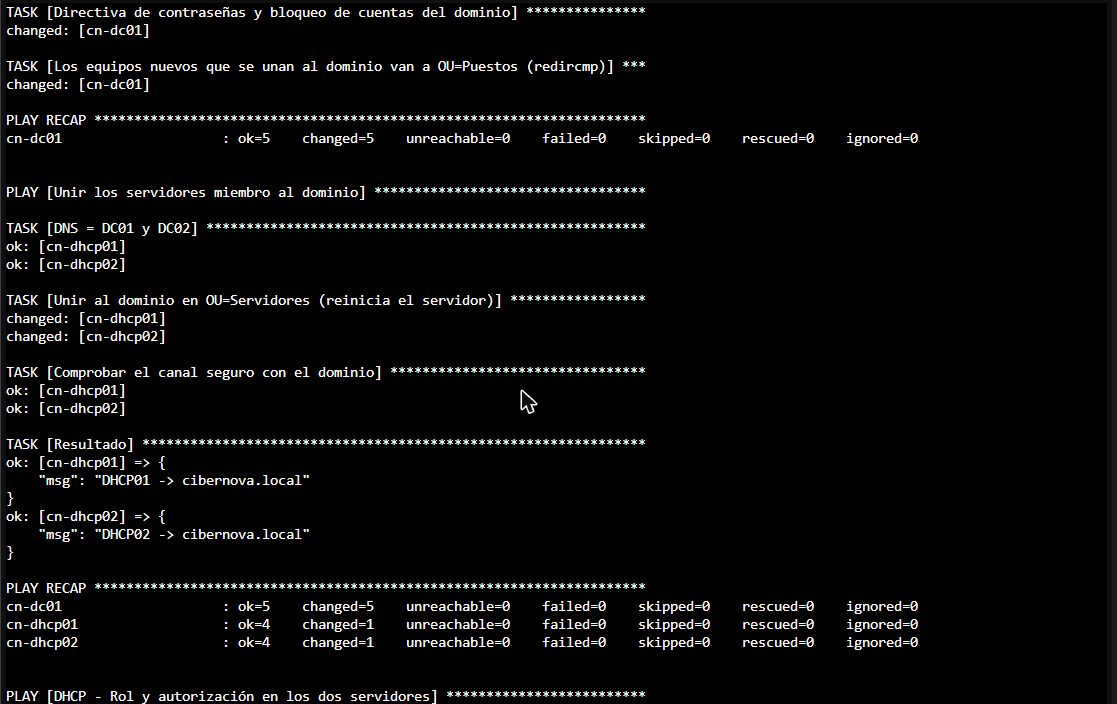 TASK [Directiva de contraseñas y bloqueo de cuentas del dominio] ***************
changed: [cn-dc01]
TASK [Los equipos nuevos que se unan al dominio van a OU=Puestos (redircmp)] ***
changed: [cn-dc01]
PLAY RECAP *********************************************************************
cn-dc01                    : ok=5    changed=5    unreachable=0    failed=0    skipped=0    rescued=0    ignored=0
PLAY [Unir los servidores miembro al dominio] **********************************
TASK [DNS = DC01 y DC02] *******************************************************
ok: [cn-dhcp01]
ok: [cn-dhcp02]
TASK [Unir al dominio en OU=Servidores (reinicia el servidor)] *****************
changed: [cn-dhcp01]
changed: [cn-dhcp02]
TASK [Comprobar el canal seguro con el dominio] ********************************
ok: [cn-dhcp01]
ok: [cn-dhcp02]
TASK [Resultado] ***************************************************************
ok: [cn-dhcp01] => {
    "msg": "DHCP01 -> cibernova.local"
}
ok: [cn-dhcp02] => {
    "msg": "DHCP02 -> cibernova.local"
}
PLAY RECAP *********************************************************************
cn-dc01                    : ok=5    changed=5    unreachable=0    failed=0    skipped=0    rescued=0    ignored=0
cn-dhcp01                  : ok=4    changed=1    unreachable=0    failed=0    skipped=0    rescued=0    ignored=0
cn-dhcp02                  : ok=4    changed=1    unreachable=0    failed=0    skipped=0    rescued=0    ignored=0
PLAY [DHCP - Rol y autorización en los dos servidores] *************************